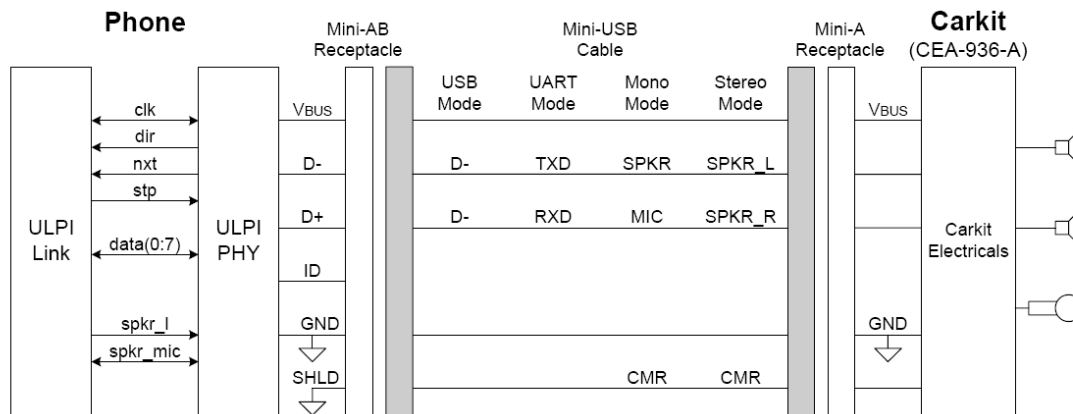 Phone
Mini-AB
Receptacle
Mini-USB
Cable
Mini-A
Receptacle
Carkit
(CEA-936-A)
USB
Mode
UART
Mode
Mono
Mode
Stereo
Mode
clk
VBUS
VBUS
dir
nxt
D-
D-
TXD
SPKR
SPKR_L
stp
ULPI
Link
ULPI
PHY
D+
D-
RXD
MIC
SPKR_R
Carkit
Electricals
data(0:7)
ID
spkr_l
GND
GND
spkr_mic
SHLD
CMR
CMR